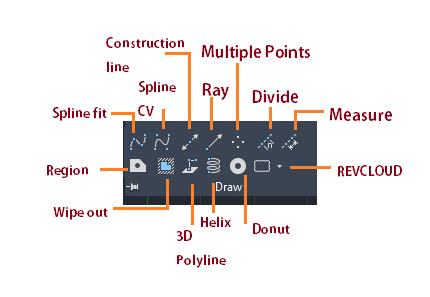 Construction
line
Multiple Points
Spline
CV
Ray
Divide
Spline fit
Measure
Region
REVCLOUD
Wipe out
Helix
Donut
3D
Polyline
Draw
n